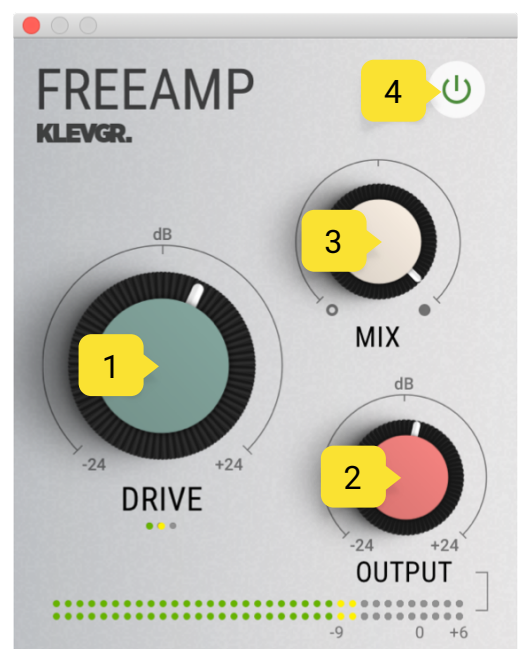 FREEAMP
KLEVGR.
4
3
MIX
dB
1
-24 +24
DRIVE
dB
2
-24 +24
OUTPUT
-9 0 +6